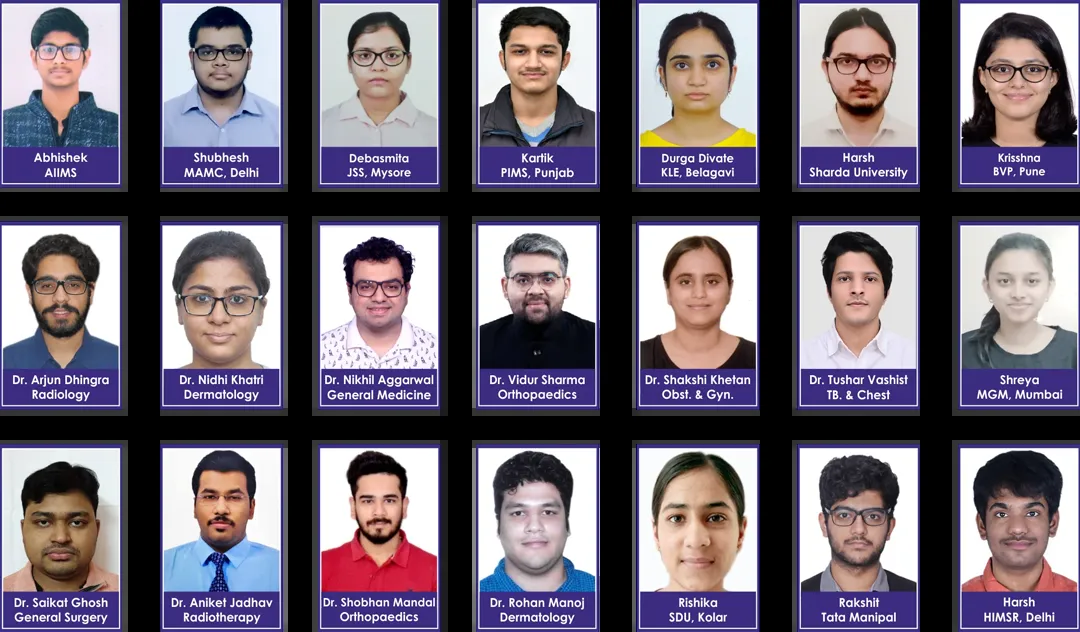 Abhishek
AIIMS
Shubhesh
MAMC, Delhi
Debasmita
JSS, Mysore
Kartik
PIMS, Punjab
Durga Divate
KLE, Belagavi
Harsh
Sharda University
Krisshna
BVP, Pune
Dr. Arjun Dhingra
Radiology
Dr. Nidhi Khatri
Dermatology
Dr. Nikhil Aggarwal
General Medicine
Dr. Vidur Sharma
Orthopaedics
Dr. Shakshi Khetan
Obst. & Gyn.
Dr. Tushar Vashist
TB. & Chest
Shreya
MGM, Mumbai
Dr. Saikat Ghosh
General Surgery
Dr. Aniket Jadhav
Radiotherapy
Dr. Shobhan Mandal
Orthopaedics
Dr. Rohan Manoj
Dermatology
Rishika
SDU, Kolar
Rakshit
Tata Manipal
Harsh
HIMSR, Delhi